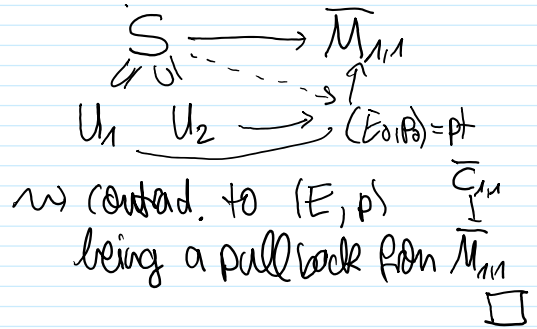 S → M̅₁,₁
U₁ U₂ → (E₀,p₀) = pt
⇝ contrad. to (E, p) C̅₁,₁
being a pullback from M̅₁,₁
□